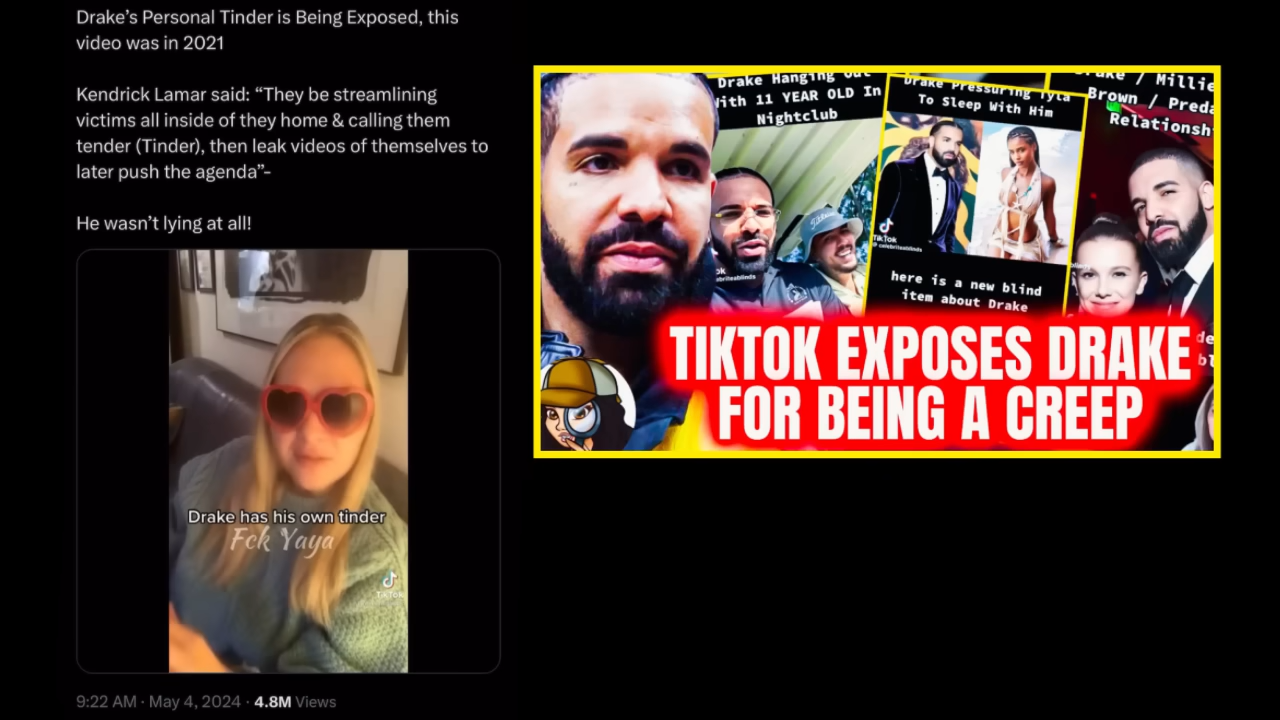 Drake’s Personal Tinder is Being Exposed, this
video was in 2021
Kendrick Lamar said: “They be streamlining
victims all inside of they home & calling them
tender (Tinder), then leak videos of themselves to
later push the agenda”-
He wasn’t lying at all!
Drake has his own tinder
Fck Yaya
TikTok
9:22 AM · May 4, 2024 · 4.8M Views
Drake Hanging Out
With 11 YEAR OLD In
Nightclub
Drake Pressuring Tyla
To Sleep With Him
Drake / Millie
Brown /
TikTok
@celebriteablinds
here is a new blind
item about Drake
TIKTOK EXPOSES DRAKE
FOR BEING A CREEP